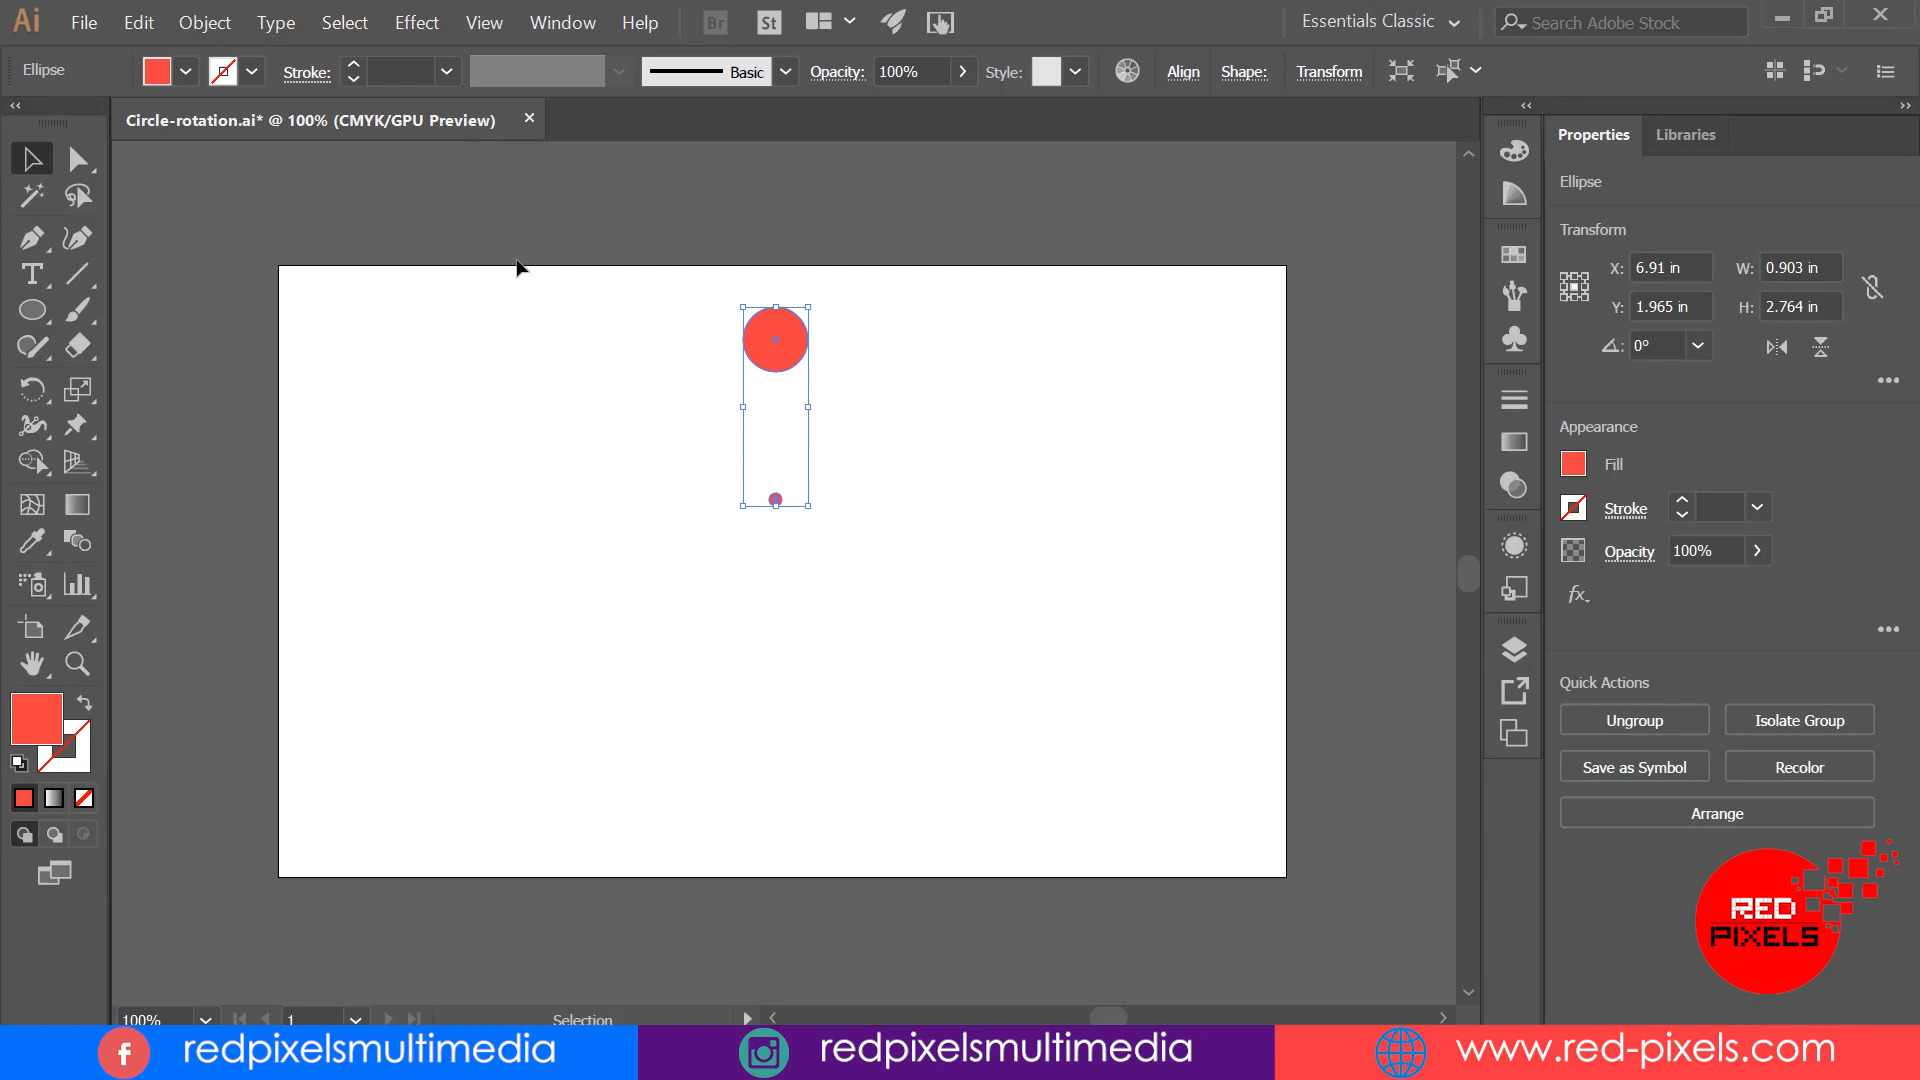 Ai File Edit Object Type Select Effect View Window Help Br St Essentials Classic Search Adobe Stock
Ellipse Stroke: Basic Opacity: 100% Style: Align Shape: Transform
Circle-rotation.ai* @ 100% (CMYK/GPU Preview)
Properties Libraries
Ellipse
Transform
X: 6.91 in W: 0.903 in
Y: 1.965 in H: 2.764 in
0°
Appearance
Fill
Stroke
Opacity 100%
fx
Quick Actions
Ungroup Isolate Group
Save as Symbol Recolor
Arrange
RED
PIXELS
100% 1 Selection
f redpixelsmultimedia redpixelsmultimedia www.red-pixels.com